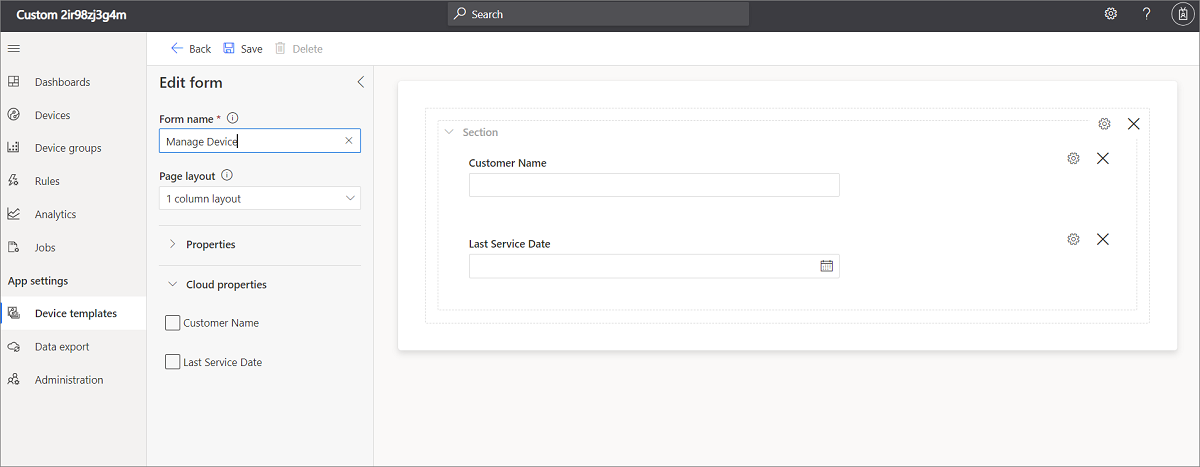 Custom 2ir98zj3g4m
Search
?
Back Save Delete
Dashboards
Devices
Device groups
Rules
Analytics
Jobs
App settings
Device templates
Data export
Administration
Edit form
Form name *
Manage Device
Page layout
1 column layout
Properties
Cloud properties
Customer Name
Last Service Date
Section
Customer Name
Last Service Date